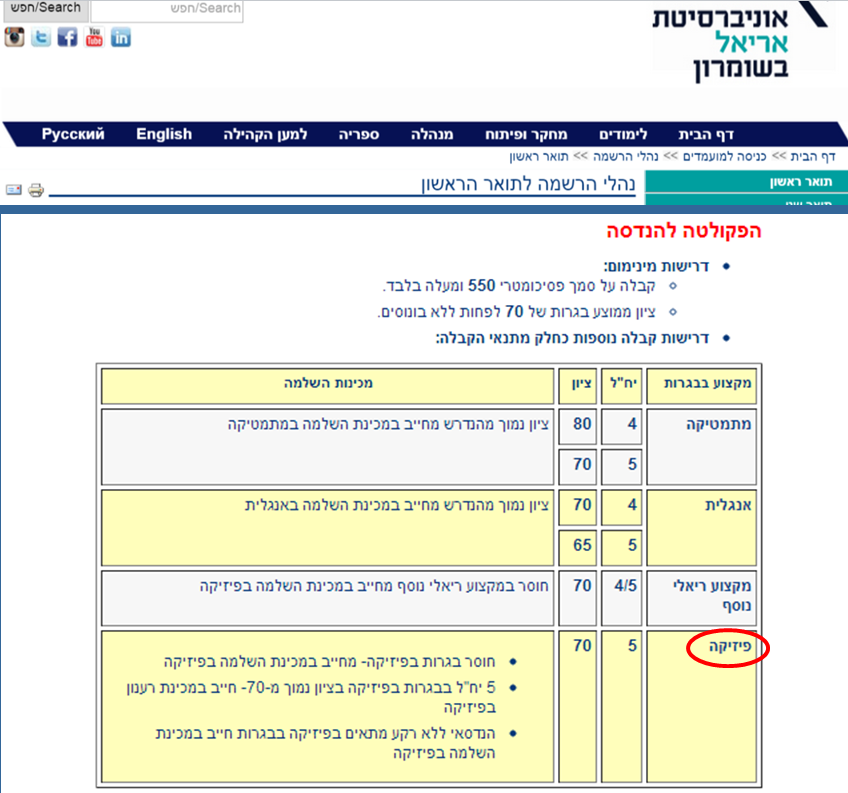 חפש/Search
חפש/Search
אוניברסיטת
אריאל
בשומרון
דף הבית לימודים מחקר ופיתוח מנהלה ספריה למען הקהילה English Русский
דף הבית >> כניסה למועמדים >> נהלי הרשמה >> תואר ראשון
תואר ראשון
נהלי הרשמה לתואר הראשון
הפקולטה להנדסה
דרישות מינימום:
קבלה על סמך פסיכומטרי 550 ומעלה בלבד.
ציון ממוצע בגרות של 70 לפחות ללא בונוסים.
דרישות קבלה נוספות כחלק מתנאי הקבלה:
מקצוע בבגרות יח"ל ציון מכינות השלמה
מתמטיקה 4 80 ציון נמוך מהנדרש מחייב במכינת השלמה במתמטיקה
5 70
אנגלית 4 70 ציון נמוך מהנדרש מחייב במכינת השלמה באנגלית
5 65
מקצוע ריאלי 4/5 70 חוסר במקצוע ריאלי נוסף מחייב במכינת השלמה בפיזיקה
נוסף
פיזיקה 5 70
חוסר בגרות בפיזיקה- מחייב במכינת השלמה בפיזיקה
5 יח"ל בבגרות בפיזיקה בציון נמוך מ-70- חייב במכינת רענון
בפיזיקה
הנדסאי ללא רקע מתאים בפיזיקה בבגרות חייב במכינת
השלמה בפיזיקה